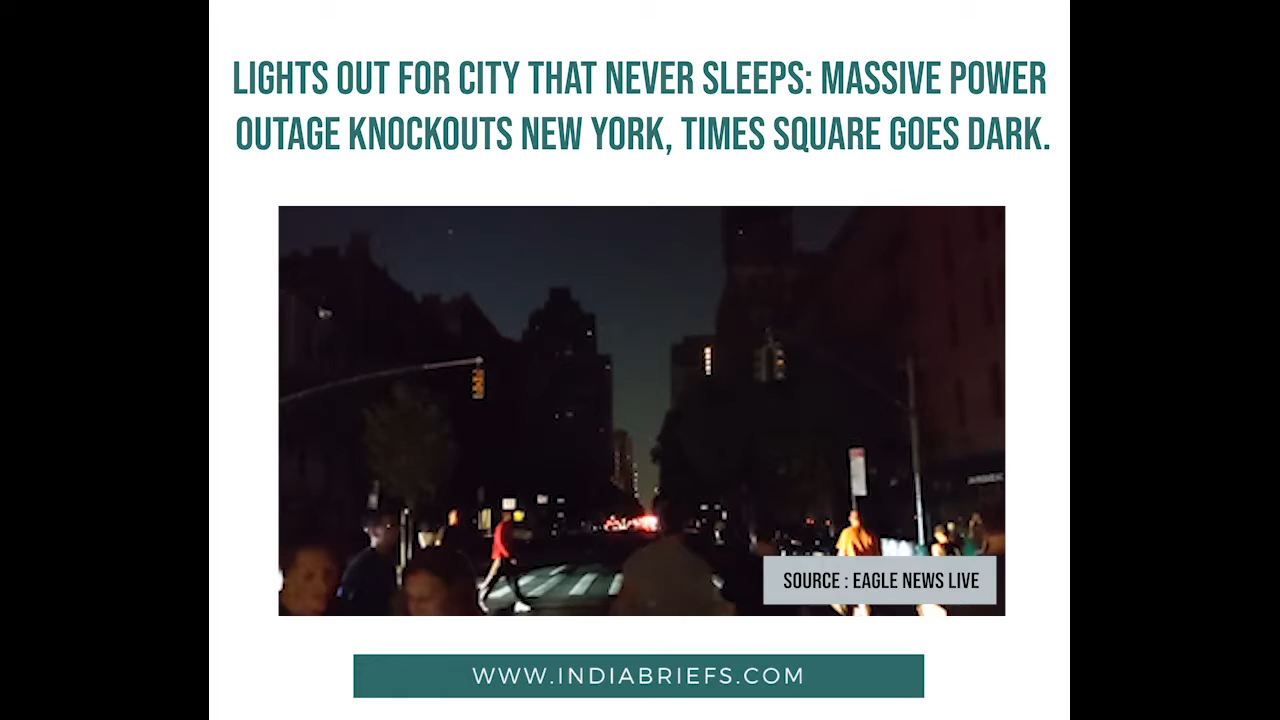 LIGHTS OUT FOR CITY THAT NEVER SLEEPS: MASSIVE POWER
OUTAGE KNOCKOUTS NEW YORK, TIMES SQUARE GOES DARK.
SOURCE : EAGLE NEWS LIVE
WWW.INDIABRIEFS.COM